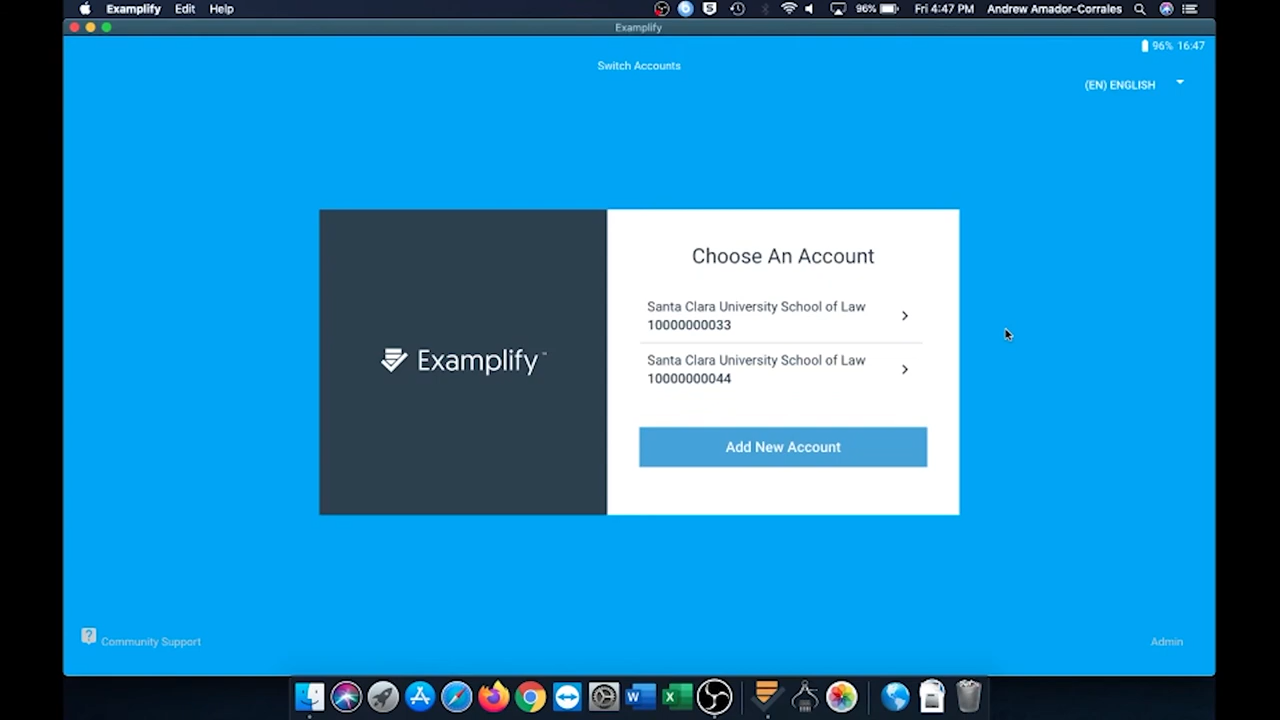 Examplify Edit Help 96% Fri 4:47 PM Andrew Amador-Corrales
Examplify
96% 16:47
Switch Accounts
(EN) ENGLISH
Choose An Account
Santa Clara University School of Law
10000000033
Santa Clara University School of Law
10000000044
Examplify™
Add New Account
? Community Support
Admin